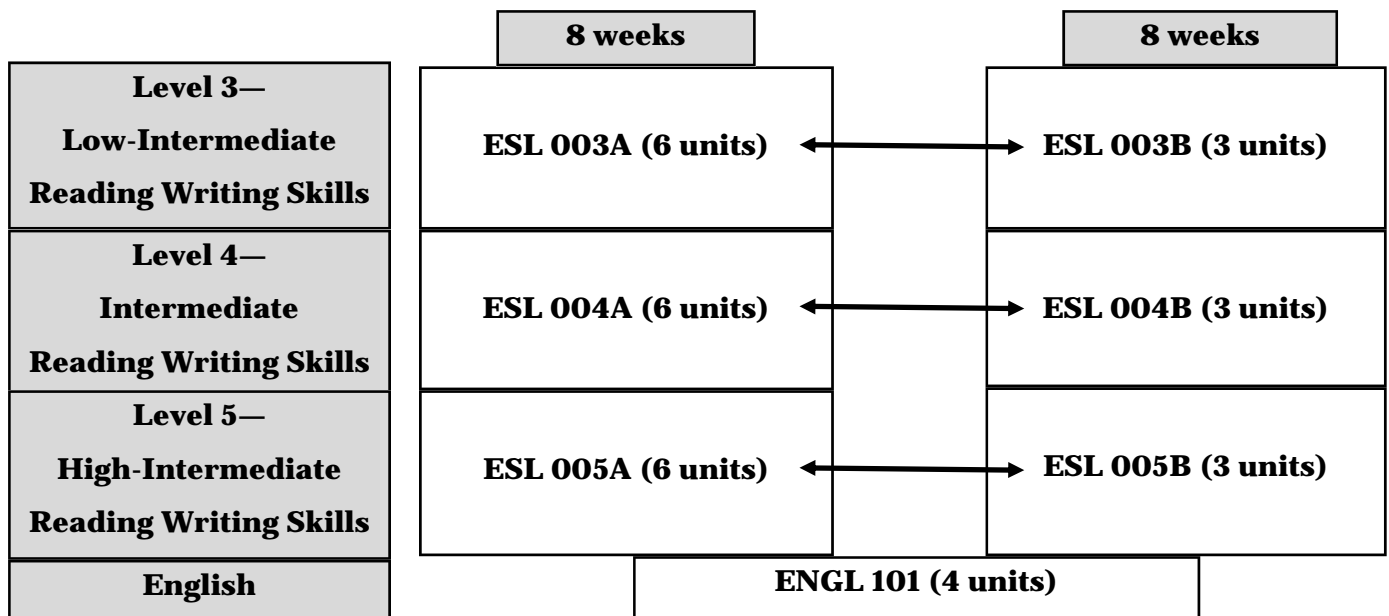 8 weeks
8 weeks
Level 3—
Low-Intermediate
Reading Writing Skills
ESL 003A (6 units)
ESL 003B (3 units)
Level 4—
Intermediate
Reading Writing Skills
ESL 004A (6 units)
ESL 004B (3 units)
Level 5—
High-Intermediate
Reading Writing Skills
ESL 005A (6 units)
ESL 005B (3 units)
English
ENGL 101 (4 units)